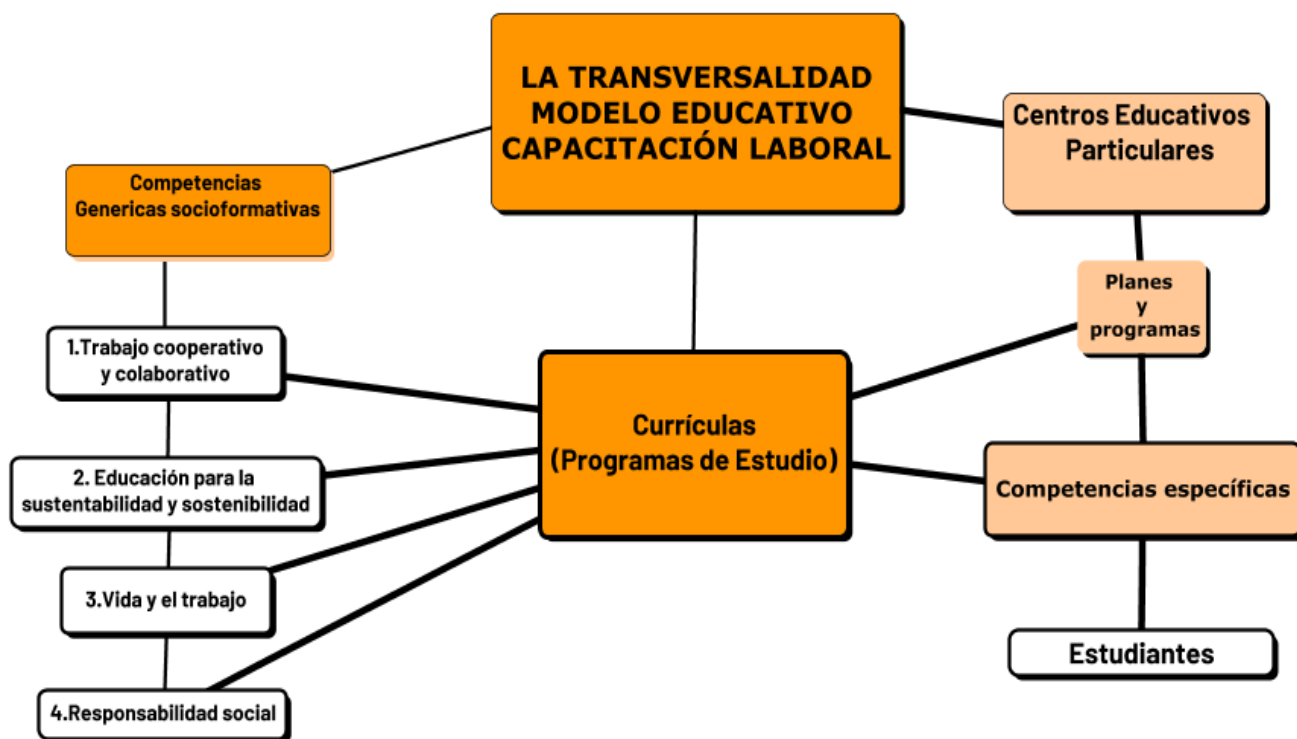 LA TRANSVERSALIDAD
MODELO EDUCATIVO
CAPACITACIÓN LABORAL
Centros Educativos
Particulares
Competencias
Genericas socioformativas
Planes
y
programas
1.Trabajo cooperativo
y colaborativo
Currículas
(Programas de Estudio)
2. Educación para la
sustentabilidad y sostenibilidad
Competencias específicas
3.Vida y el trabajo
Estudiantes
4.Responsabilidad social